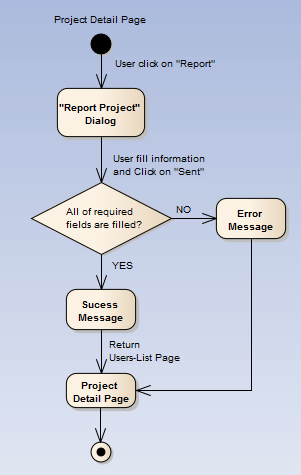 Project Detail Page
User click on "Report"
"Report Project"
Dialog
User fill information
and Click on "Sent"
All of required
fields are filled?
NO
Error
Message
YES
Sucess
Message
Return
Users-List Page
Project
Detail Page